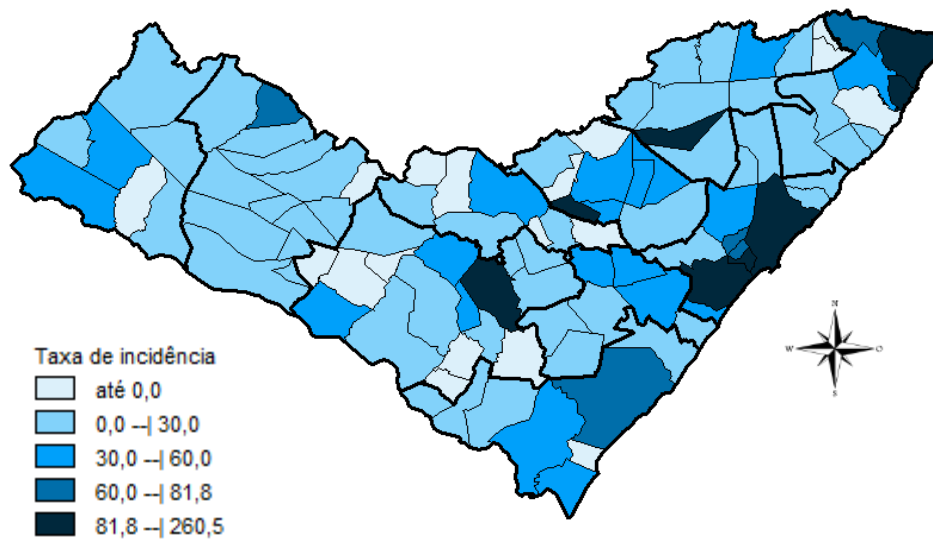 N
W
O
S
Taxa de incidência
até 0,0
0,0 --| 30,0
30,0 --| 60,0
60,0 --| 81,8
81,8 --| 260,5